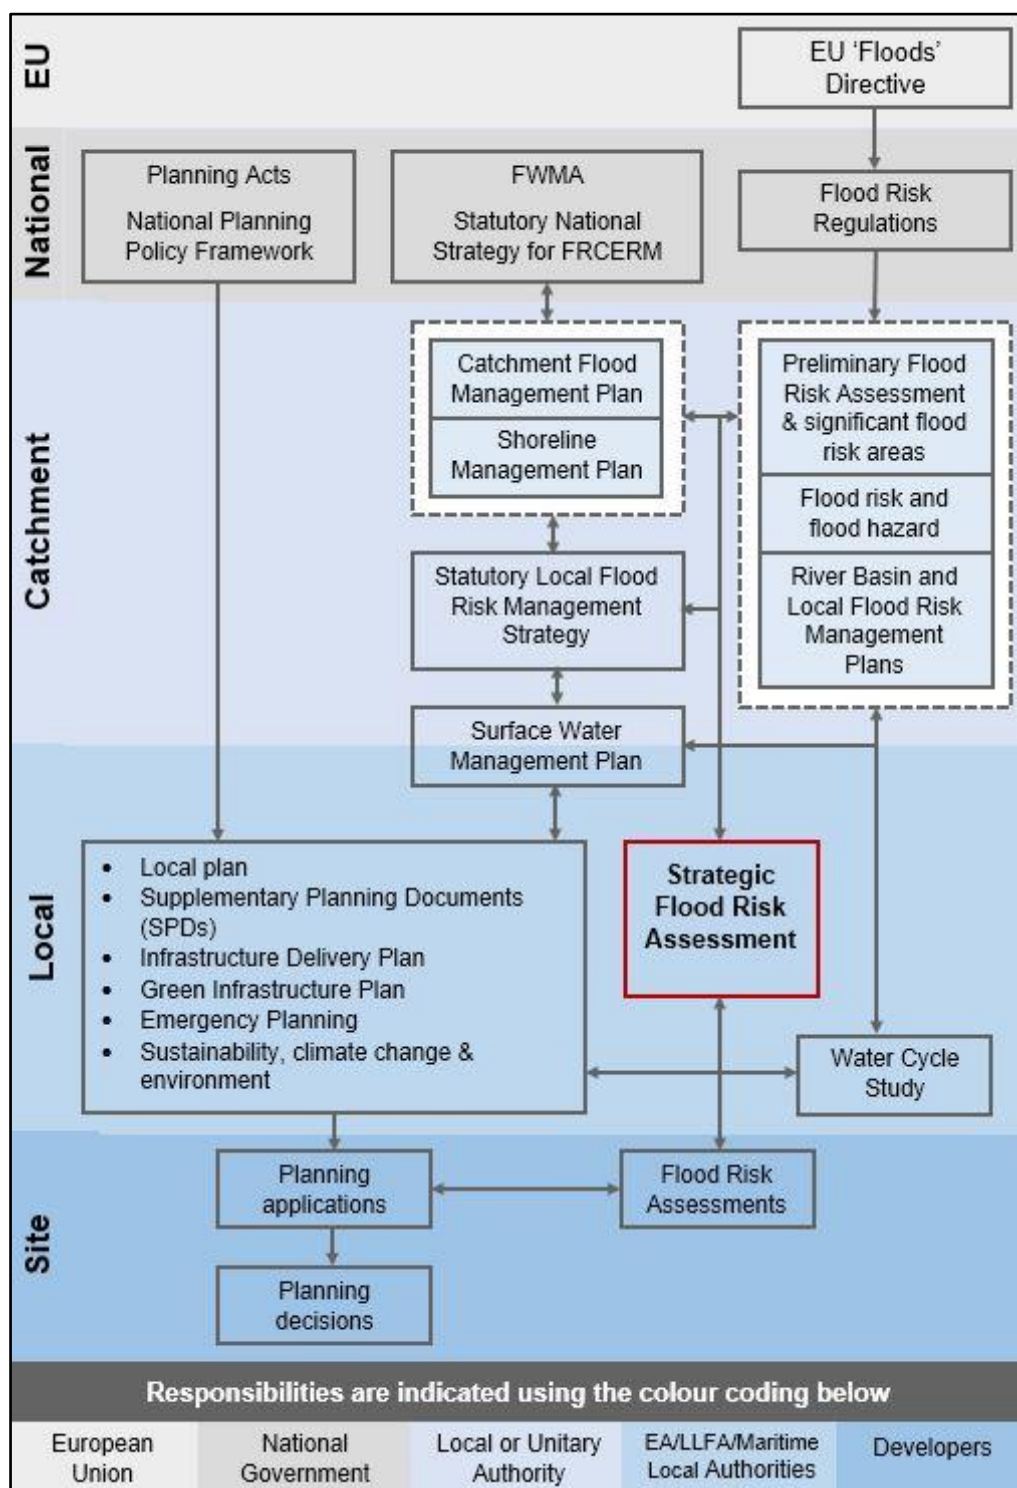 EU
EU ‘Floods’
Directive
National
Planning Acts
National Planning
Policy Framework
FWMA
Statutory National
Strategy for FRCERM
Flood Risk
Regulations
Catchment
Catchment Flood
Management Plan
Shoreline
Management Plan
Preliminary Flood
Risk Assessment
& significant flood
risk areas
Flood risk and
flood hazard
River Basin and
Local Flood Risk
Management
Plans
Statutory Local Flood
Risk Management
Strategy
Surface Water
Management Plan
Local
• Local plan
• Supplementary Planning Documents
(SPDs)
• Infrastructure Delivery Plan
• Green Infrastructure Plan
• Emergency Planning
• Sustainability, climate change &
environment
Strategic
Flood Risk
Assessment
Water Cycle
Study
Site
Planning
applications
Flood Risk
Assessments
Planning
decisions
Responsibilities are indicated using the colour coding below
European
Union
National
Government
Local or Unitary
Authority
EA/LLFA/Maritime
Local Authorities
Developers